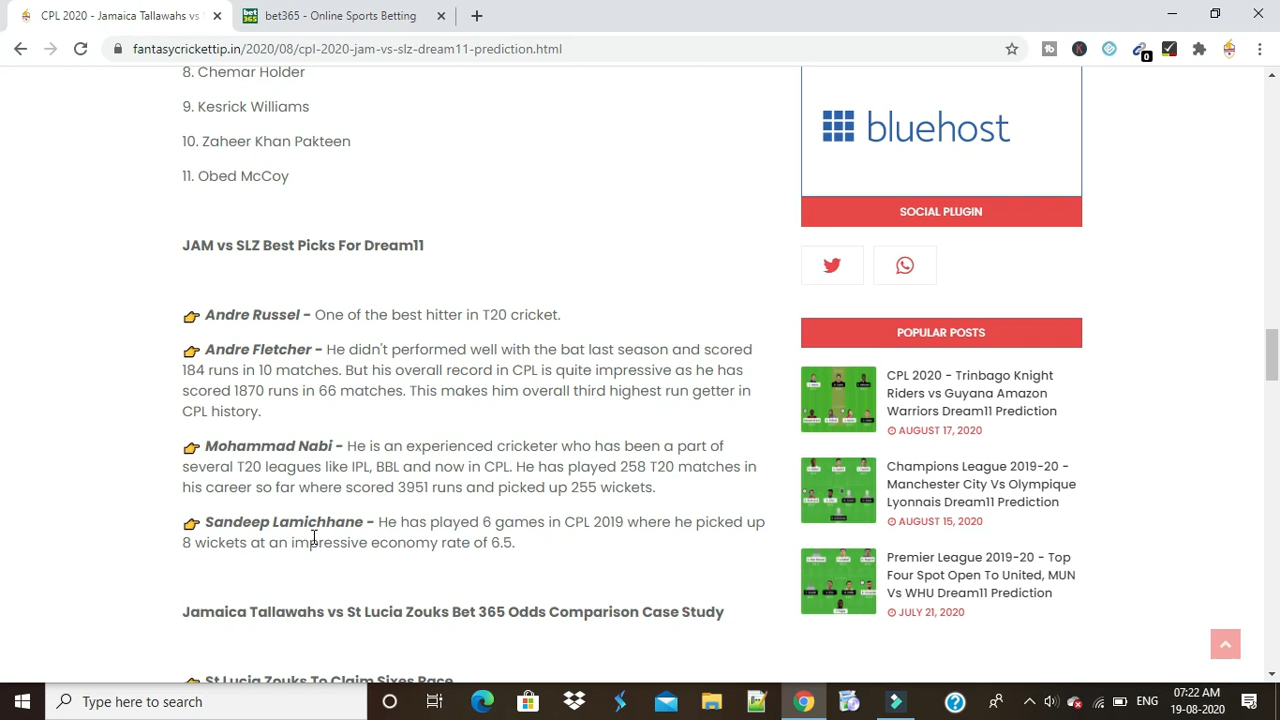 CPL 2020 - Jamaica Tallawahs vs
bet365 - Online Sports Betting
fantasycrickettip.in/2020/08/cpl-2020-jam-vs-slz-dream11-prediction.html
0
8. Chemar Holder
9. Kesrick Williams
10. Zaheer Khan Pakteen
11. Obed McCoy
JAM vs SLZ Best Picks For Dream11
Andre Russel - One of the best hitter in T20 cricket.
Andre Fletcher - He didn't performed well with the bat last season and scored
184 runs in 10 matches. But his overall record in CPL is quite impressive as he has
scored 1870 runs in 66 matches. This makes him overall third highest run getter in
CPL history.
Mohammad Nabi - He is an experienced cricketer who has been a part of
several T20 leagues like IPL, BBL and now in CPL. He has played 258 T20 matches in
his career so far where scored 3951 runs and picked up 255 wickets.
Sandeep Lamichhane - He has played 6 games in CPL 2019 where he picked up
8 wickets at an impressive economy rate of 6.5.
Jamaica Tallawahs vs St Lucia Zouks Bet 365 Odds Comparison Case Study
St Lucia Zouks To Claim Sixes Race
bluehost
SOCIAL PLUGIN
POPULAR POSTS
CPL 2020 - Trinbago Knight
Riders vs Guyana Amazon
Warriors Dream11 Prediction
AUGUST 17, 2020
Champions League 2019-20 -
Manchester City Vs Olympique
Lyonnais Dream11 Prediction
AUGUST 15, 2020
Premier League 2019-20 - Top
Four Spot Open To United, MUN
Vs WHU Dream11 Prediction
JULY 21, 2020
Type here to search
ENG
07:22 AM
19-08-2020